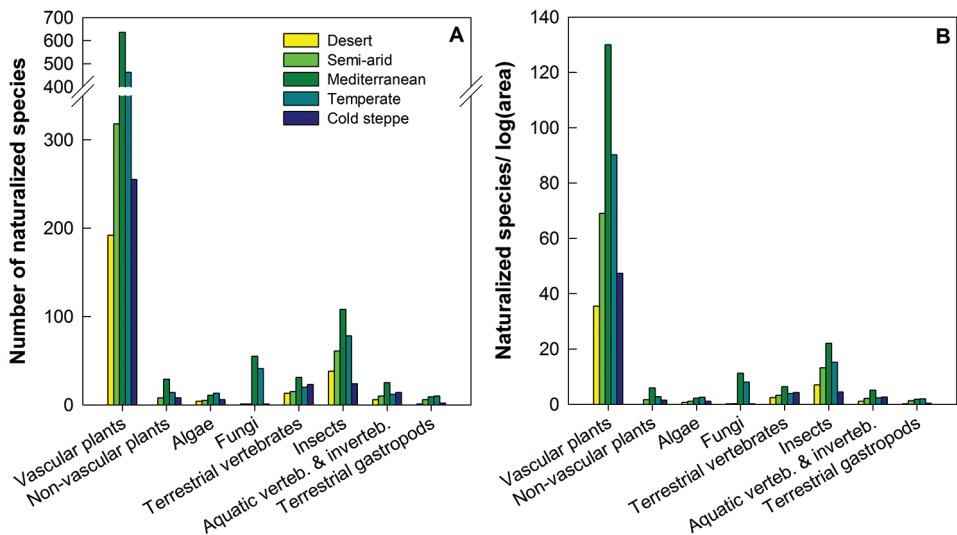 A
Number of naturalized species
700
600
500
400
300
200
100
0
Desert
Semi-arid
Mediterranean
Temperate
Cold steppe
Vascular plants
Non-vascular plants
Algae
Fungi
Terrestrial vertebrates
Insects
Aquatic verteb. & inverteb.
Terrestrial gastropods
B
Naturalized species/ log(area)
140
120
100
80
60
40
20
0
Vascular plants
Non-vascular plants
Algae
Fungi
Terrestrial vertebrates
Insects
Aquatic verteb. & inverteb.
Terrestrial gastropods